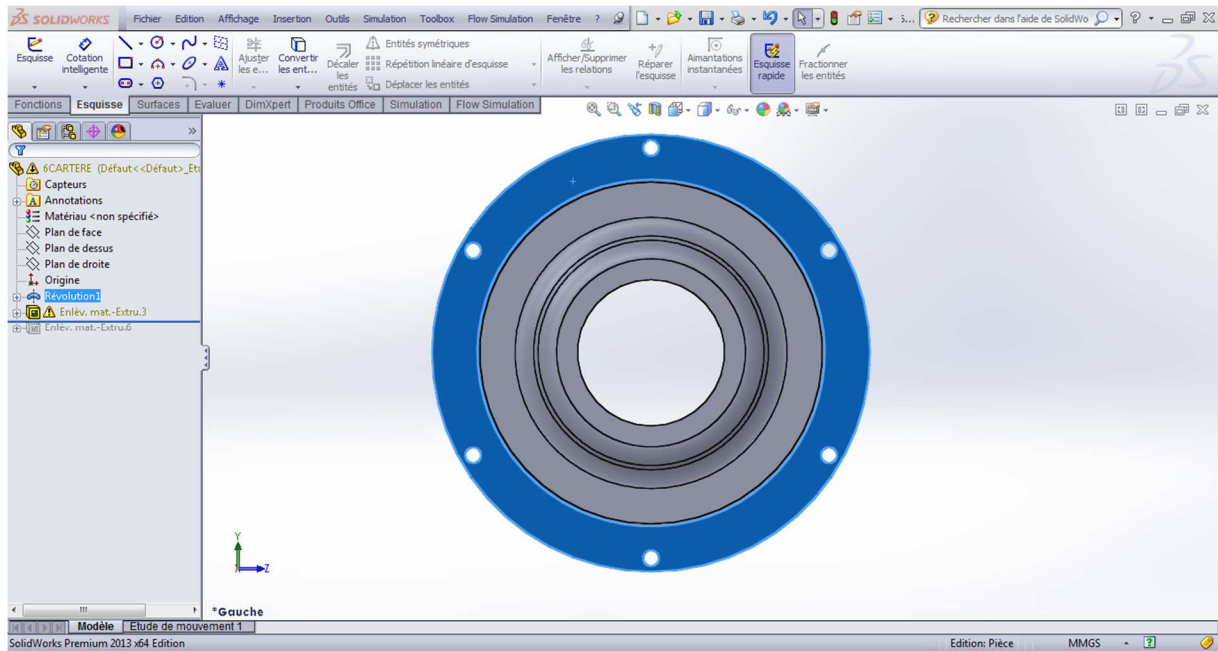 SOLIDWORKS Fichier Edition Affichage Insertion Outils Simulation Toolbox Flow Simulation Fenêtre ? S... Rechercher dans l'aide de SolidWo ?
Esquisse
Cotation intelligente
Ajuster les e...
Convertir les ent...
Décaler les entités
Entités symétriques
Répétition linéaire d'esquisse
Déplacer les entités
Afficher/Supprimer les relations
Réparer l'esquisse
Aimantations instantanées
Esquisse rapide
Fractionner les entités
Fonctions Esquisse Surfaces Evaluer DimXpert Produits Office Simulation Flow Simulation
6CARTERE (Défaut<<Défaut>_Eta
Capteurs
Annotations
Matériau <non spécifié>
Plan de face
Plan de dessus
Plan de droite
Origine
Révolution1
Enlèv. mat.-Extru.3
Enlèv. mat.-Extru.6
Y
Z
*Gauche
Modèle Etude de mouvement 1
SolidWorks Premium 2013 x64 Edition Edition: Pièce MMGS ?